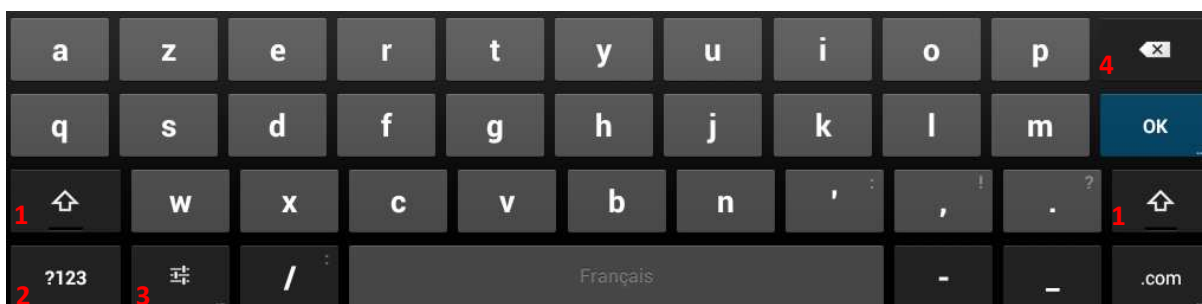 a z e r t y u i o p 4
q s d f g h j k l m OK
1 w x c v b n ' : , ! . ? 1
2 ?123 3 / : Français - _ .com